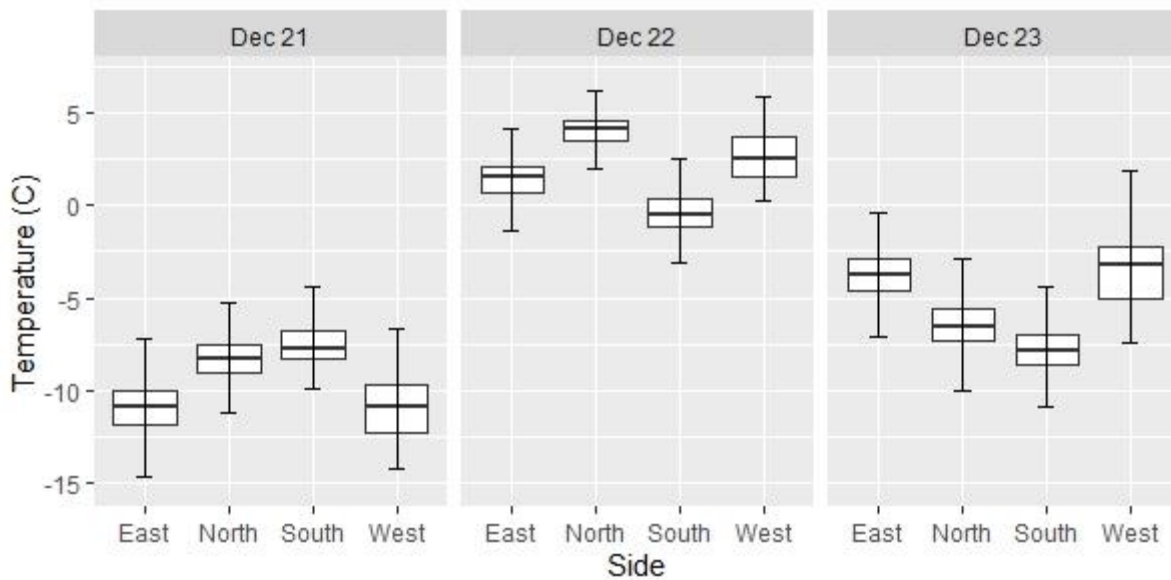 Dec 21 Dec 22 Dec 23
Temperature (C)
5
0
-5
-10
-15
East North South West East North South West East North South West
Side